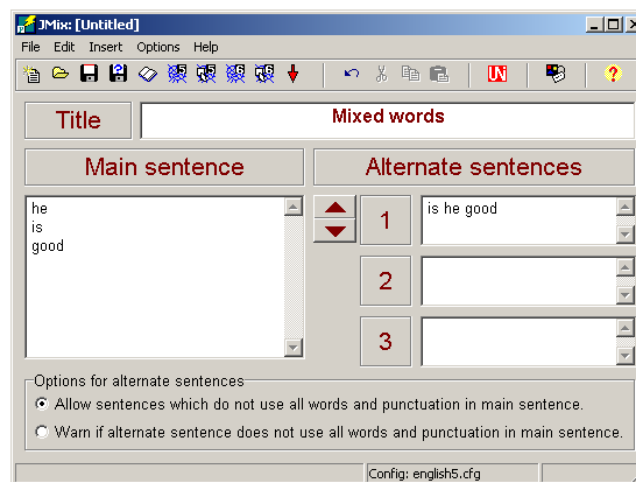 JMix: [Untitled]
File Edit Insert Options Help
Title
Mixed words
Main sentence
Alternate sentences
he
is
good
1
is he good
2
3
Options for alternate sentences
Allow sentences which do not use all words and punctuation in main sentence.
Warn if alternate sentence does not use all words and punctuation in main sentence.
Config: english5.cfg